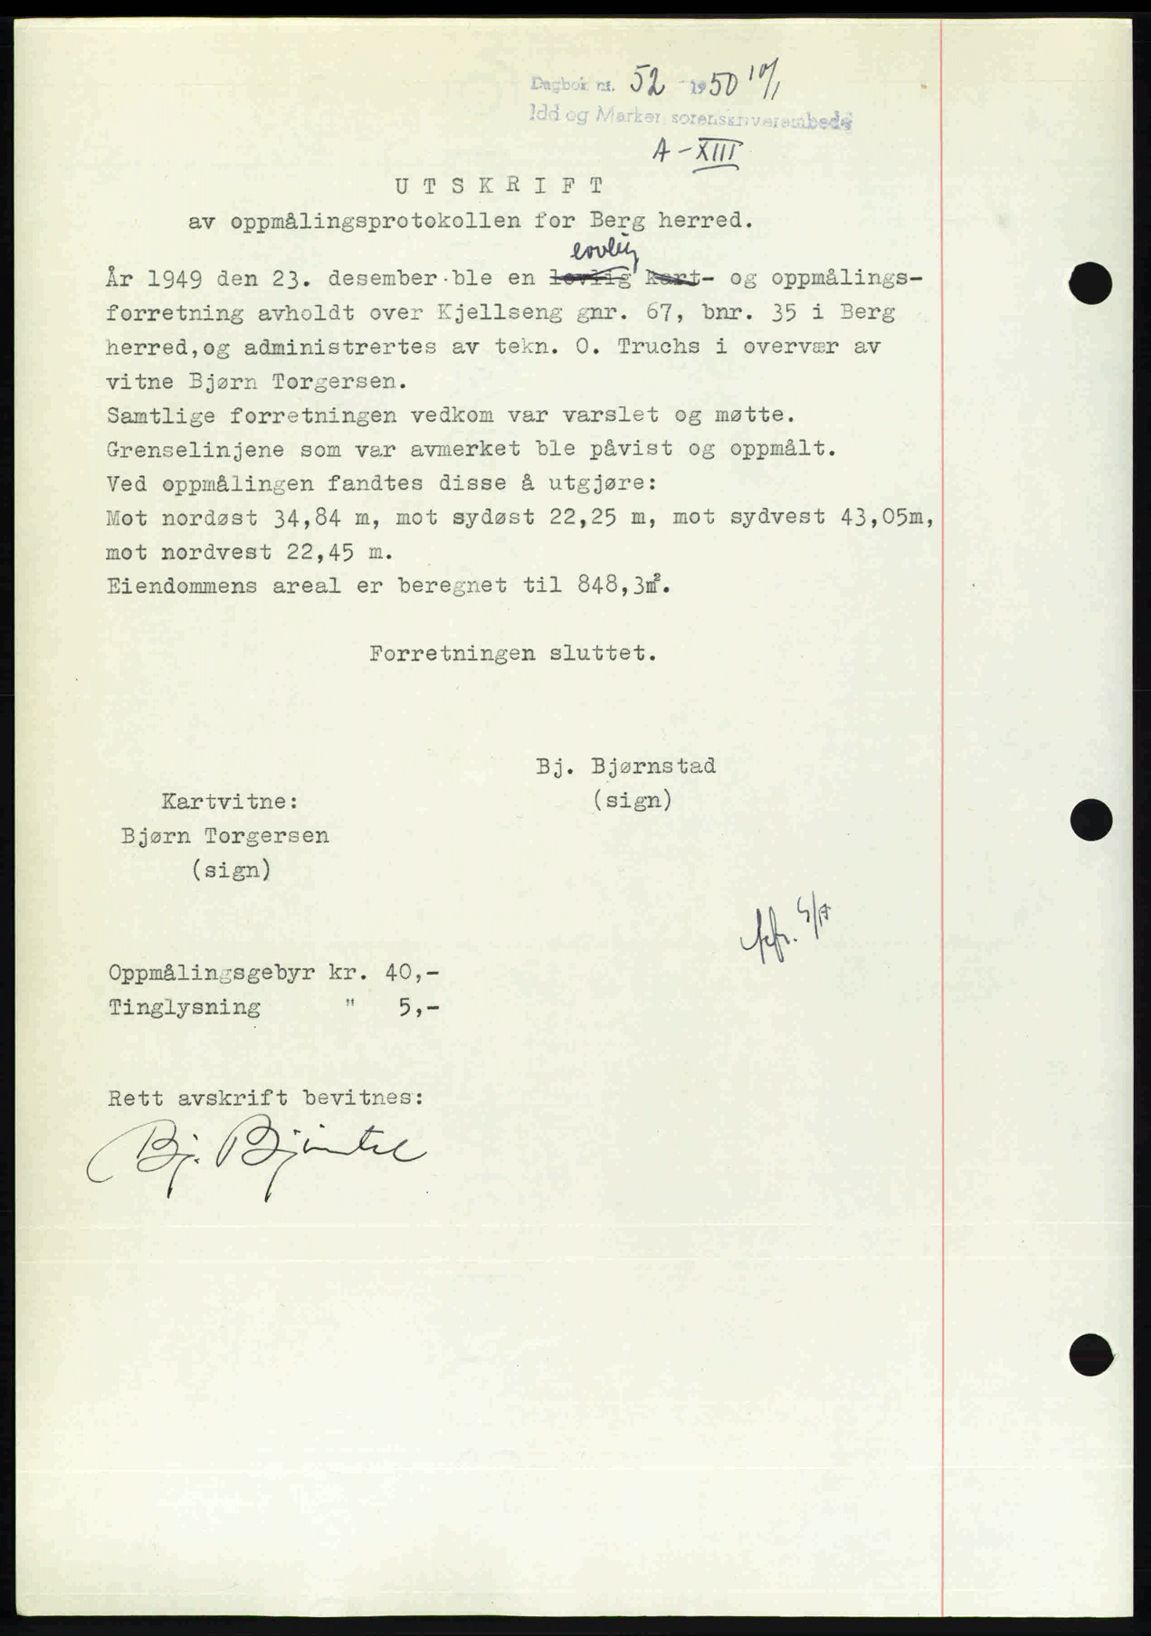 Dagbok nr. 52 - 1950 10/1
Idd og Marker sorenskriverembede
A - XIII
UTSKRIFT
av oppmålingsprotokollen for Berg herred.
lovlig
År 1949 den 23. desember ble en lovlig kart- og oppmålings-
forretning avholdt over Kjellseng gnr. 67, bnr. 35 i Berg
herred,og administrertes av tekn. O. Truchs i overvær av
vitne Bjørn Torgersen.
Samtlige forretningen vedkom var varslet og møtte.
Grenselinjene som var avmerket ble påvist og oppmålt.
Ved oppmålingen fandtes disse å utgjøre:
Mot nordøst 34,84 m, mot sydøst 22,25 m, mot sydvest 43,05m,
mot nordvest 22,45 m.
Eiendommens areal er beregnet til 848,3m².
Forretningen sluttet.
Bj. Bjørnstad
(sign)
Kartvitne:
Bjørn Torgersen
(sign)
Oppmålingsgebyr kr. 40,-
Tinglysning " 5,-
Rett avskrift bevitnes:
Bj.